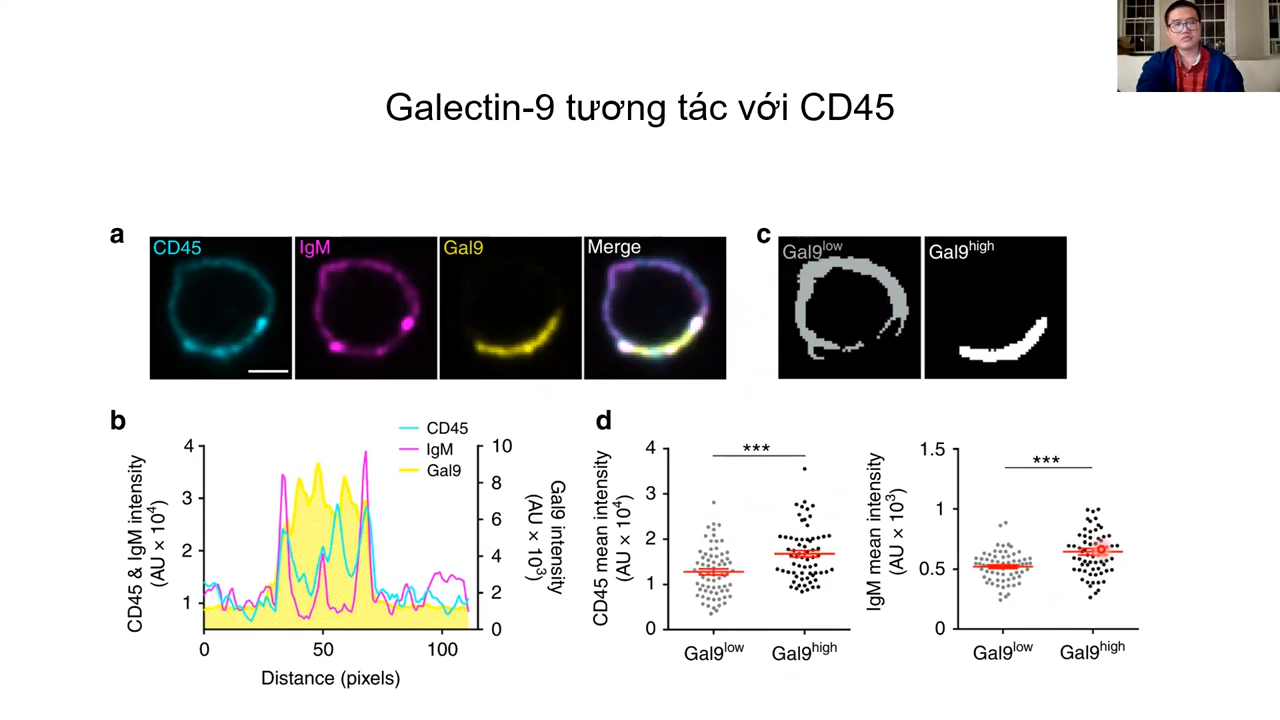 Galectin-9 tương tác với CD45
a
CD45
IgM
Gal9
Merge
c
Gal9low
Gal9high
b
CD45
IgM
Gal9
CD45 & IgM intensity
(AU × 10⁴)
4
3
2
1
10
8
6
4
2
0
Gal9 intensity
(AU × 10³)
0
50
100
Distance (pixels)
d
CD45 mean intensity
(AU × 10⁴)
4
3
2
1
0
***
Gal9low
Gal9high
IgM mean intensity
(AU × 10³)
1.5
1
0.5
0
***
Gal9low
Gal9high